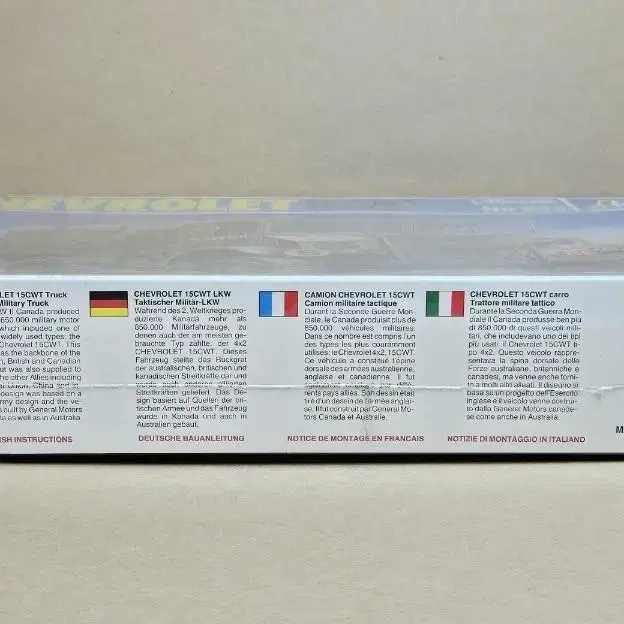 HEVROLET
LET 15CWT Truck
Military Truck
W II Canada produced
850.000 military motor
which included one of
widely used types: the
Chevrolet 15CWT. This
as the backbone of the
n, British and Canadian
ut was also supplied to
he other Allies including
design was based on a
rmy design and the ve-
s built by General Motors
a as well as in Australia
SH INSTRUCTIONS
CHEVROLET 15CWT LKW
Taktischer Militär-LKW
Während des 2. Weltkrieges pro-
duzierte Kanada mehr als
850.000 Militärfahrzeuge, zu
denen auch der am meisten ge-
brauchte Typ zählte: der 4x2
CHEVROLET 15CWT. Dieses
Fahrzeug stellte das Rückgrat
der australischen, britischen und
kanadischen Streitkräfte dar und
wurde auch anderen alliierten
Streitkräften geliefert. Das De-
sign basiert auf Quellen der bri-
tischen Armee und das Fahrzeug
wurde in Kanada und auch in
Australien gebaut.
DEUTSCHE BAUANLEITUNG
CAMION CHEVROLET 15CWT
Camion militaire tactique
Durant la Seconde Guerre Mon-
diale, le Canada produisit plus de
850.000 véhicules militaires.
Dans ce nombre est compris l'un
des types les plus couramment
utilises: le Chevrolet 4x2, 15CWT.
Ce véhicule a constitué l'épine
dorsale des armées australienne,
anglaise et canadienne. Il fut
rents pays alliés. Son dessin était
tiré d'un dessin de l'armée anglai-
se. Il fut construit par General Mo-
tors Canada et Australie.
NOTICE DE MONTAGE EN FRANCAIS
CHEVROLET 15CWT carro
Trattore militare tattico
Durante la Seconda Guerra Mon-
diale il Canada produsse ben più
di 850.000 di questi veicoli mili-
tari, che includevano uno dei tipi
più usati: il Chevrolet 15CWT. ti-
po 4x2. Questo veicolo rappre-
sentava la spina dorsale delle
Forze australiane, britanniche e
canadesi, ma venne anche forni-
to a molti altri alleati. Il disegno si
basa su un progetto dell'Esercito
inglese e il veicolo venne costrui-
to dalla General Motors canade-
se come anche in Australia.
NOTIZIE DI MONTAGGIO IN ITALIANO
M